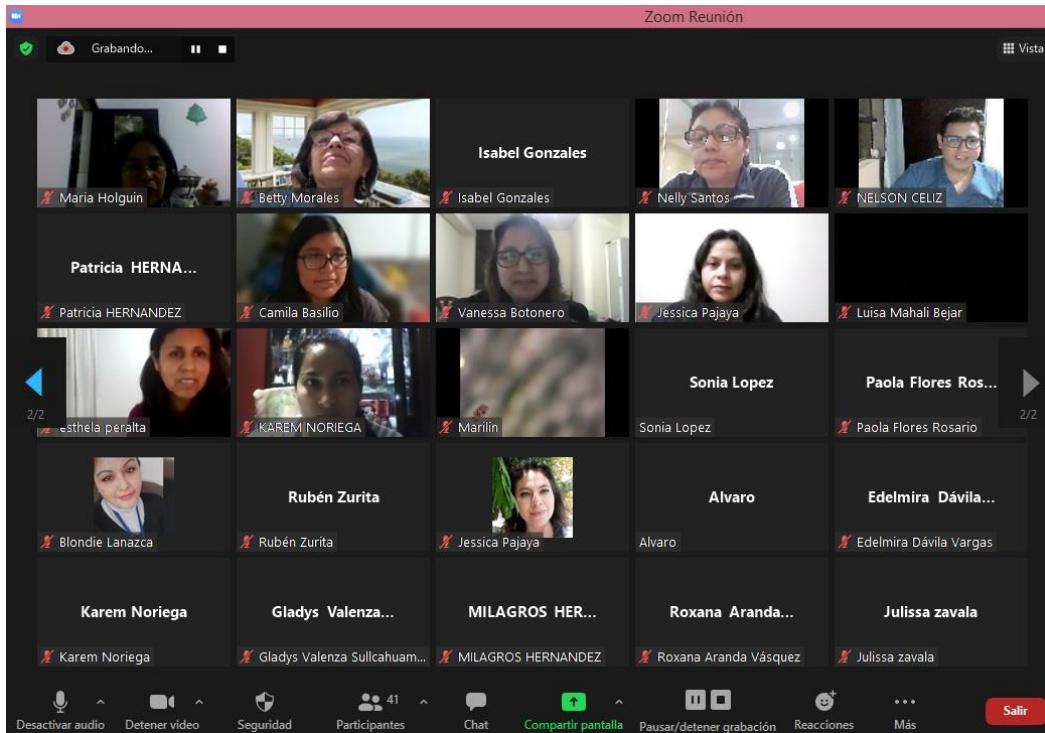 Zoom Reunión
Grabando...
Vista
Maria Holguin
Betty Morales
Isabel Gonzales
Isabel Gonzales
Nelly Santos
NELSON CELIZ
Patricia HERNA...
Patricia HERNANDEZ
Camila Basilio
Vanessa Botonero
Jessica Pajaya
Luisa Mahali Bejar
2/2
esthela peralta
KAREM NORIEGA
Marilin
Sonia Lopez
Sonia Lopez
Paola Flores Ros...
Paola Flores Rosario
2/2
Blondie Lanazca
Rubén Zurita
Rubén Zurita
Jessica Pajaya
Alvaro
Alvaro
Edelmira Dávila...
Edelmira Dávila Vargas
Karem Noriega
Karem Noriega
Gladys Valenza...
Gladys Valenza Sullcahuam...
MILAGROS HER...
MILAGROS HERNANDEZ
Roxana Aranda...
Roxana Aranda Vásquez
Julissa zavala
Julissa zavala
Desactivar audio
Detener video
Seguridad
41
Participantes
Chat
Compartir pantalla
Pausar/detener grabación
Reacciones
Más
Salir